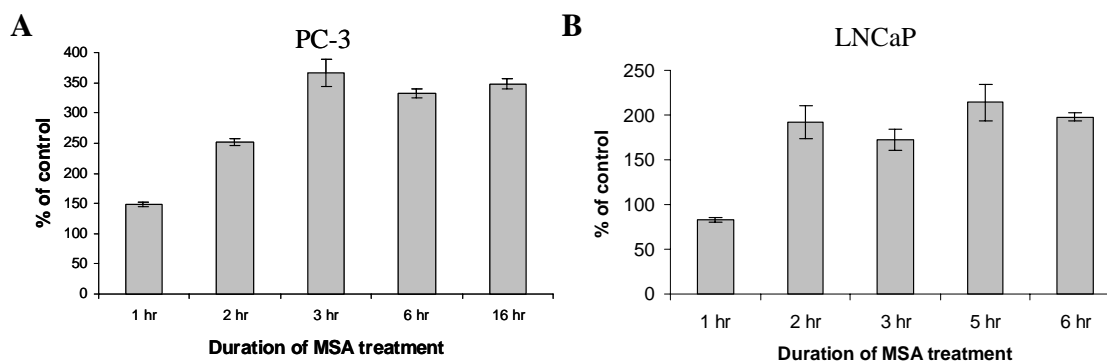 A
PC-3
% of control
400
350
300
250
200
150
100
50
0
1 hr 2 hr 3 hr 6 hr 16 hr
Duration of MSA treatment
B
LNCaP
% of control
250
200
150
100
50
0
1 hr 2 hr 3 hr 5 hr 6 hr
Duration of MSA treatment